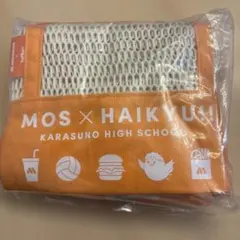 MOS × HAIKYU!!
KARASUNO HIGH SCHOOL